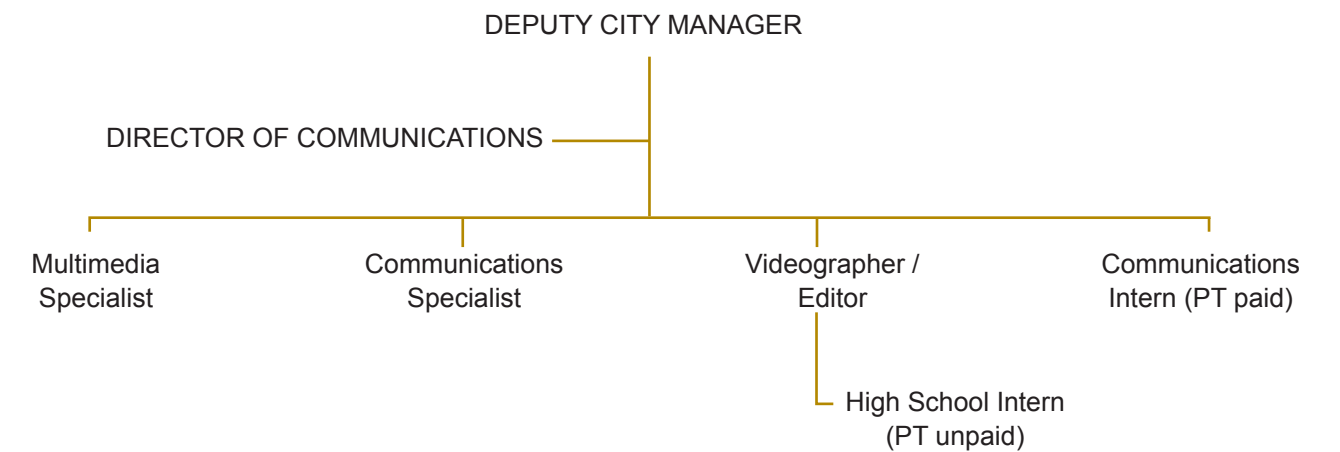 DEPUTY CITY MANAGER
DIRECTOR OF COMMUNICATIONS
Multimedia
Specialist
Communications
Specialist
Videographer /
Editor
Communications
Intern (PT paid)
High School Intern
(PT unpaid)